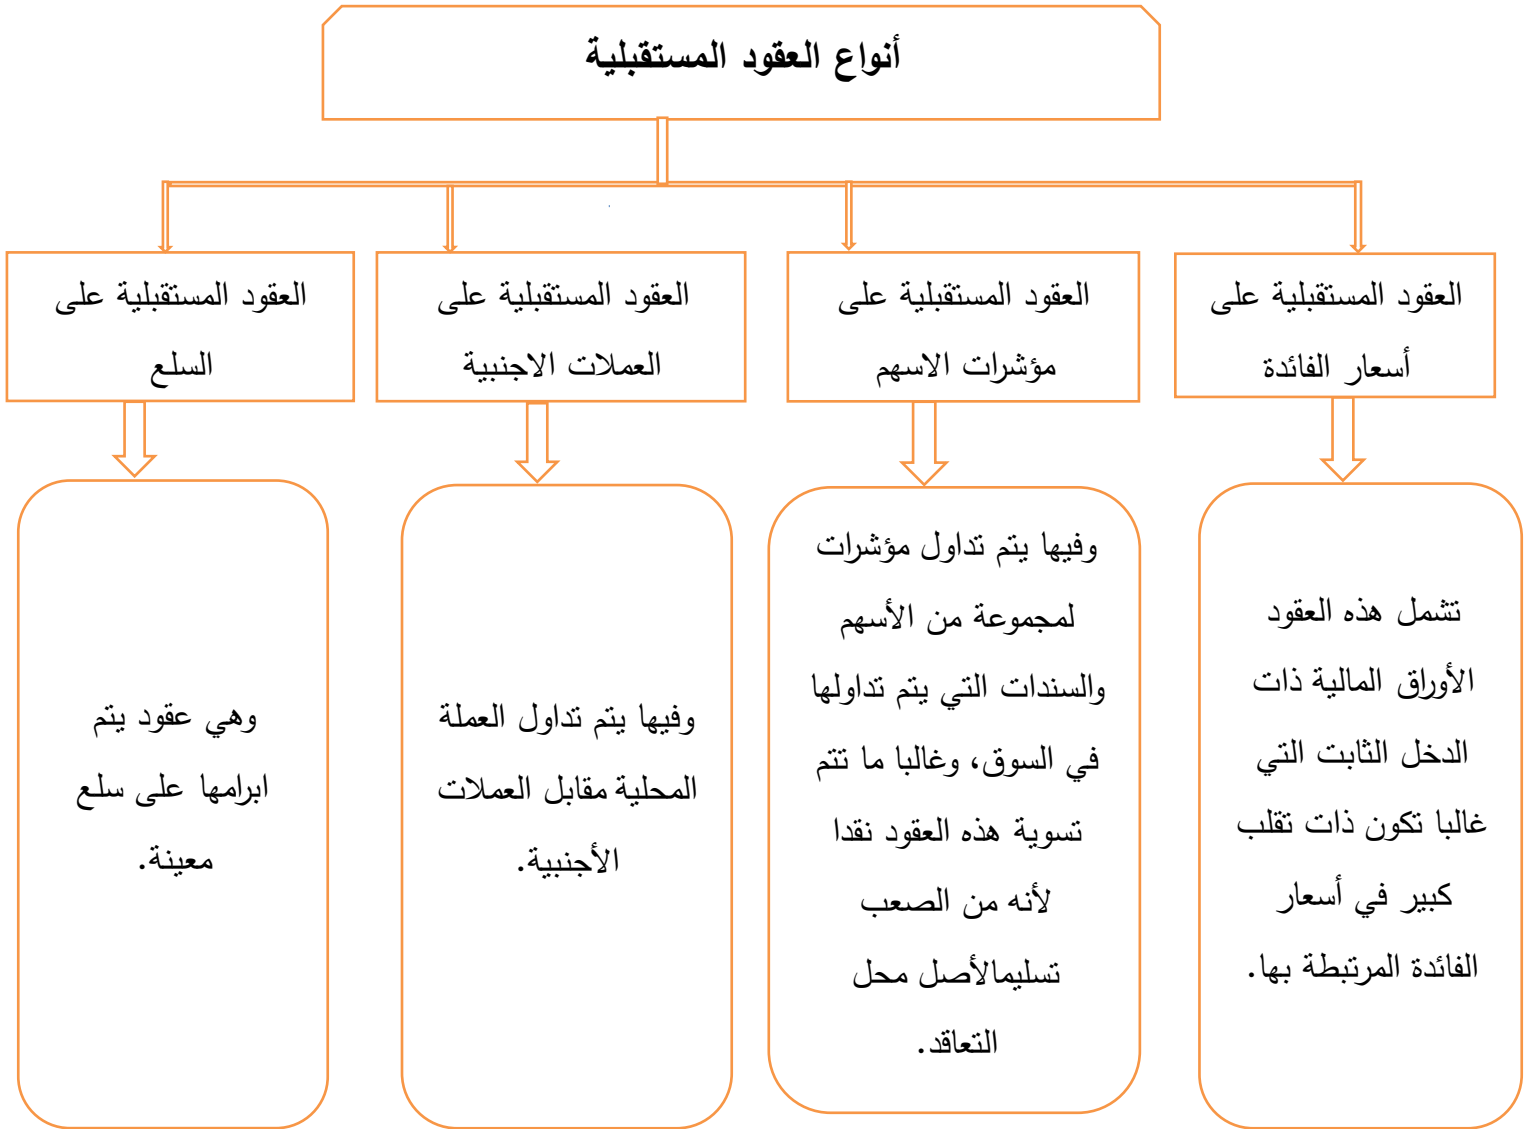 أنواع العقود المستقبلية
العقود المستقبلية على
أسعار الفائدة
العقود المستقبلية على
مؤشرات الاسهم
العقود المستقبلية على
العملات الاجنبية
العقود المستقبلية على
السلع
تشمل هذه العقود
الأوراق المالية ذات
الدخل الثابت التي
غالبا تكون ذات تقلب
كبير في أسعار
الفائدة المرتبطة بها.
وفيها يتم تداول مؤشرات
لمجموعة من الأسهم
والسندات التي يتم تداولها
في السوق، وغالبا ما تتم
تسوية هذه العقود نقدا
لأنه من الصعب
تسليمالأصل محل
التعاقد.
وفيها يتم تداول العملة
المحلية مقابل العملات
الأجنبية.
وهي عقود يتم
ابرامها على سلع
معينة.